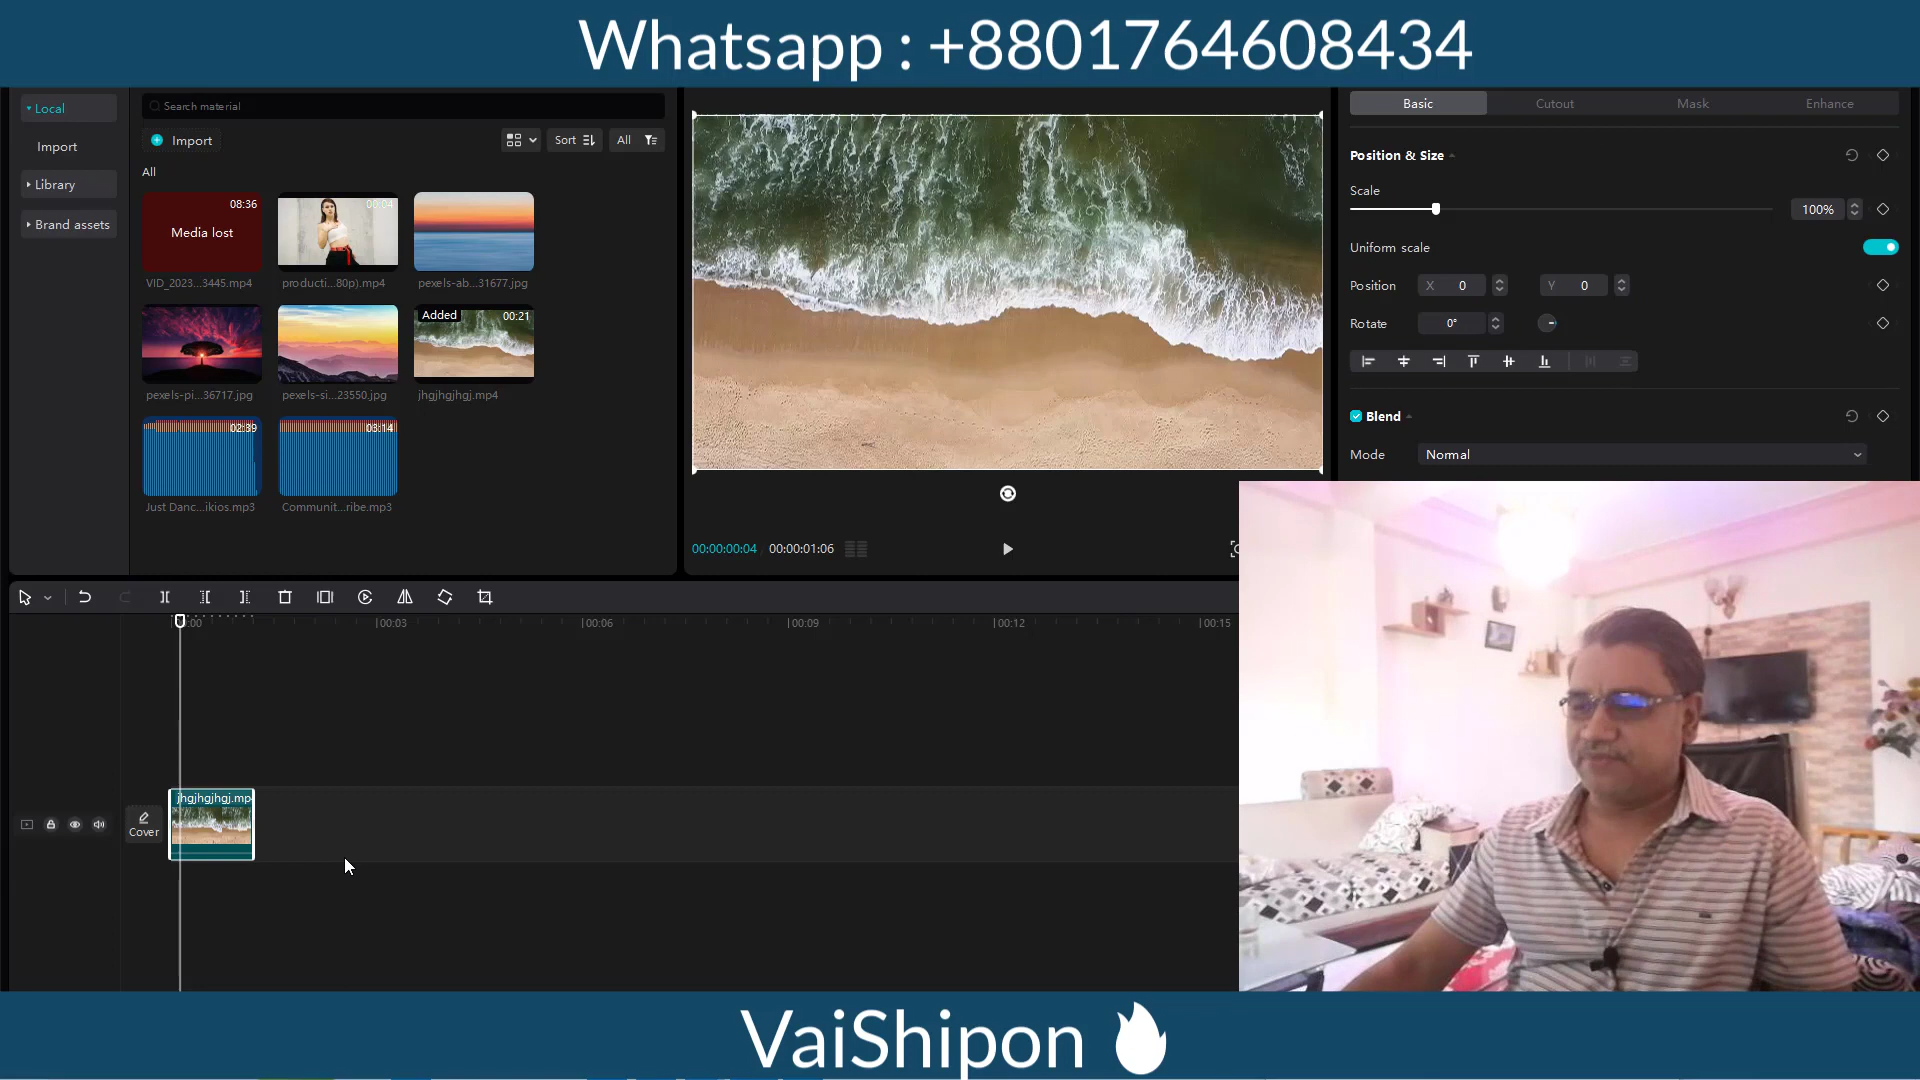 Whatsapp : +8801764608434
Local
Import
Library
Brand assets
Search material
Import
Sort
All
All
08:36
Media lost
VID_2023...3445.mp4
00:04
producti...80p).mp4
pexels-ab...31677.jpg
pexels-pi...36717.jpg
pexels-si...23550.jpg
Added
00:21
jhgjhgjhgj.mp4
02:39
Just Danc...ikios.mp3
03:14
Communit...ribe.mp3
00:00:00:04
00:00:01:06
Basic
Cutout
Mask
Enhance
Position & Size
Scale
100%
Uniform scale
Position
X 0
Y 0
Rotate
0°
Blend
Mode
Normal
00:03
00:06
00:09
00:12
00:15
Cover
jhgjhgjhgj.mp
VaiShipon